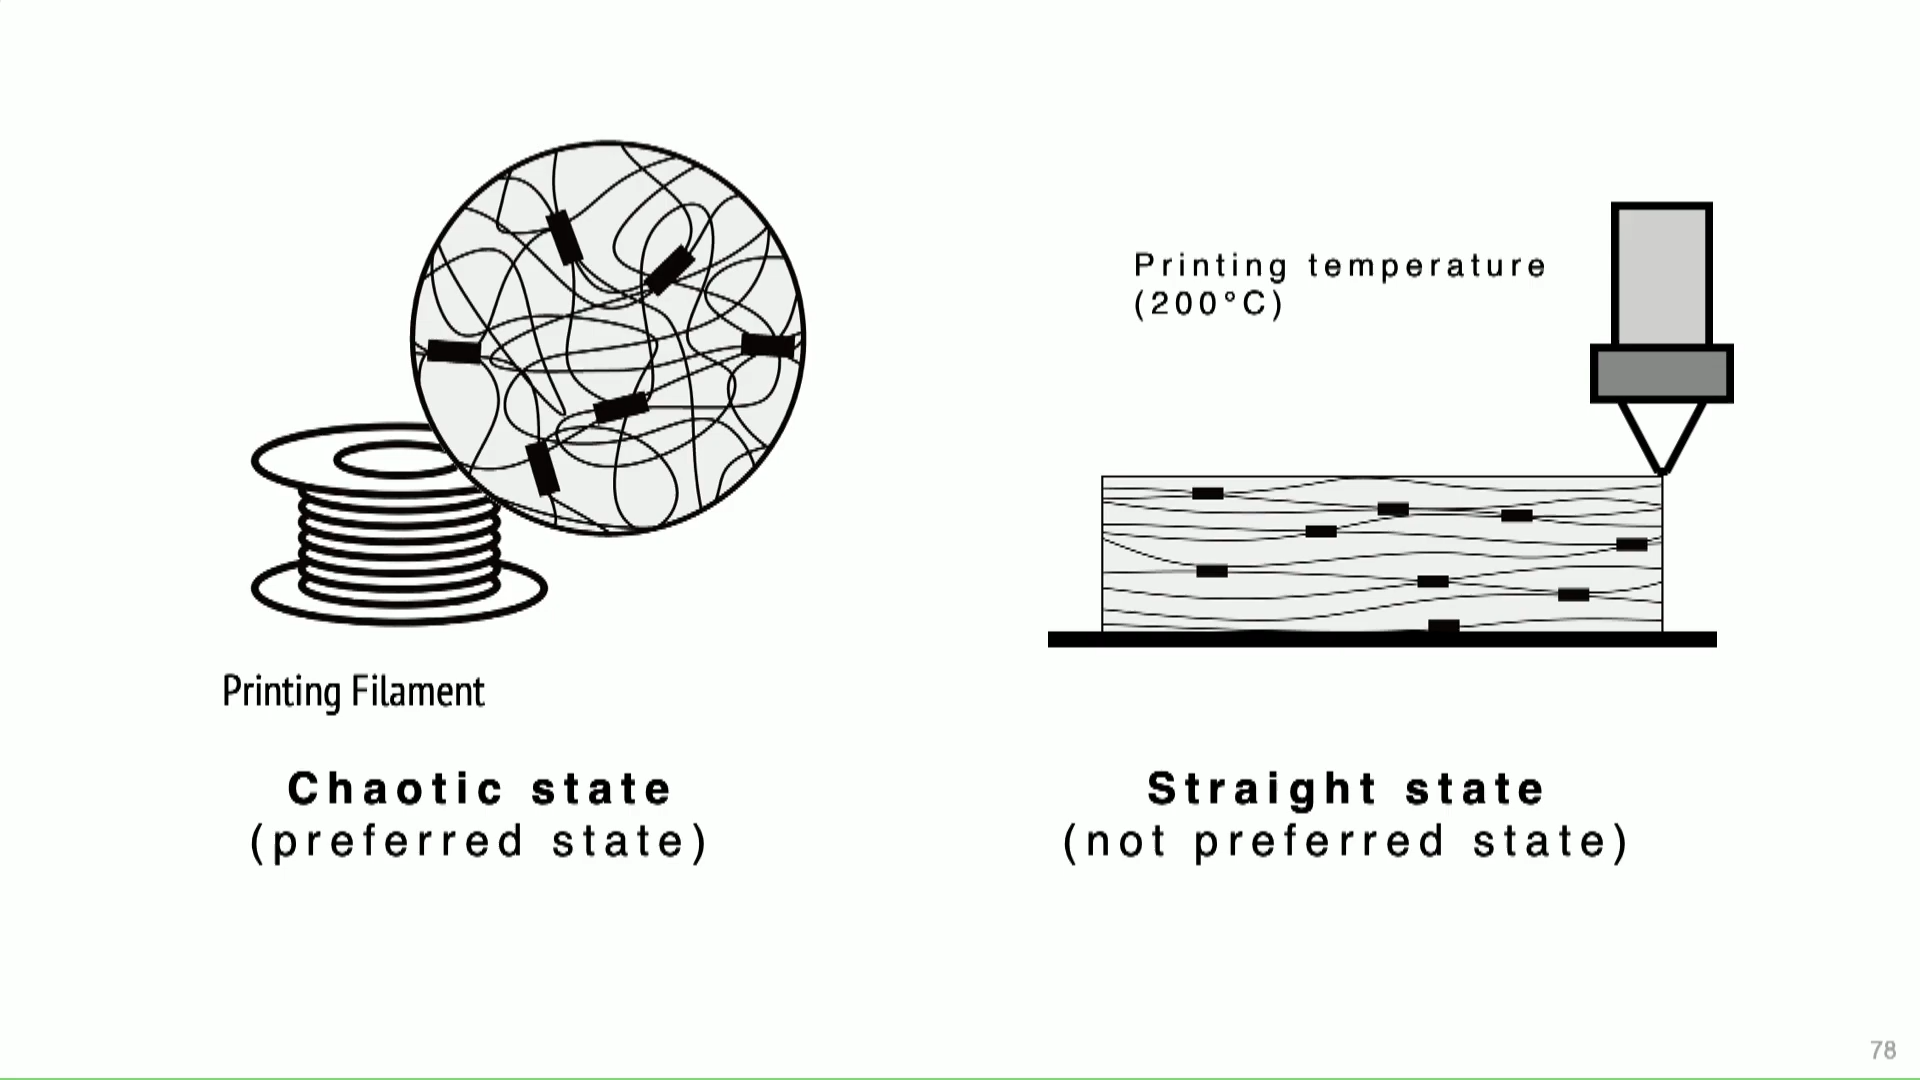 Printing temperature
(200°C)
Printing Filament
Chaotic state
(preferred state)
Straight state
(not preferred state)
78